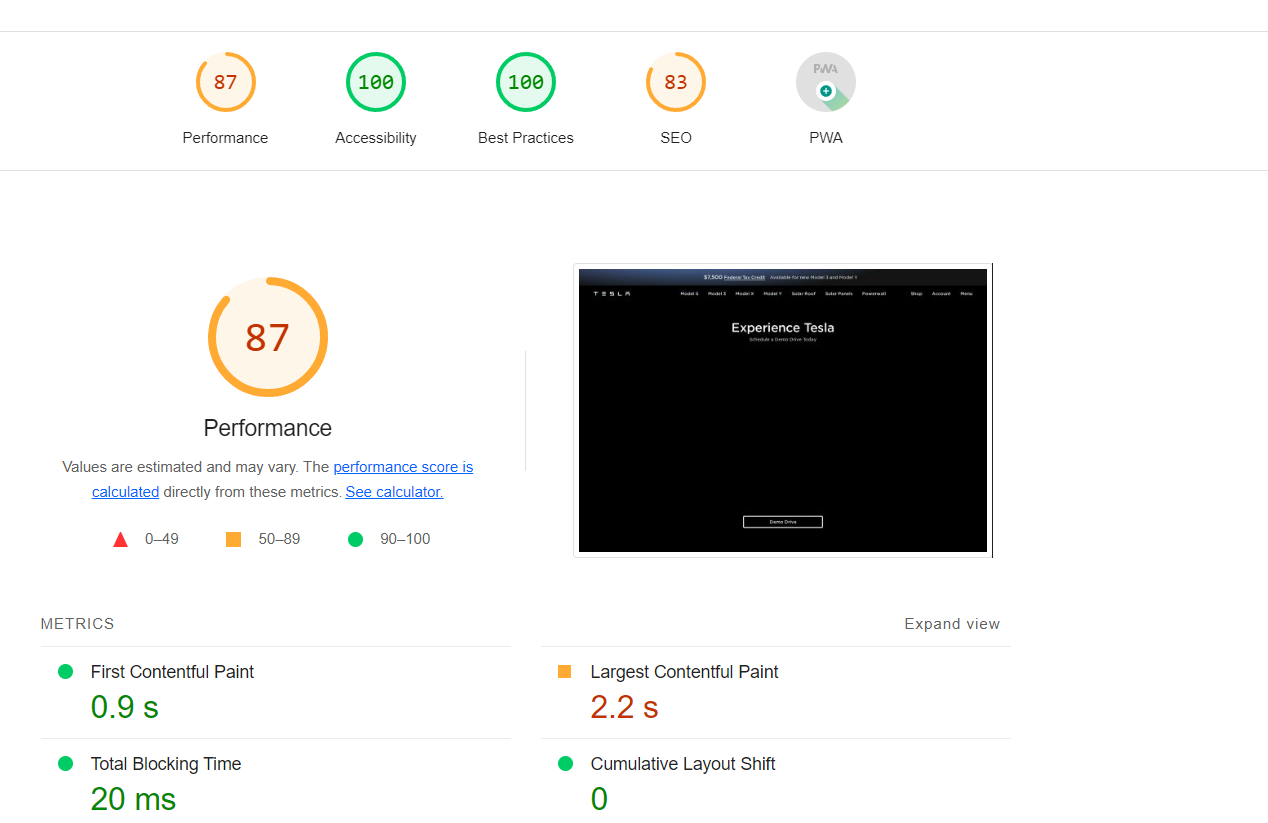 87 100 100 83 PWA
Performance Accessibility Best Practices SEO PWA
$7,500 Federal Tax Credit Available for new Model 3 and Model Y
TESLA Model S Model 3 Model X Model Y Solar Roof Solar Panels Powerwall Shop Account Menu
Experience Tesla
Schedule a Demo Drive Today
Demo Drive
87
Performance
Values are estimated and may vary. The performance score is
calculated directly from these metrics. See calculator.
0–49 50–89 90–100
METRICS Expand view
First Contentful Paint Largest Contentful Paint
0.9 s 2.2 s
Total Blocking Time Cumulative Layout Shift
20 ms 0